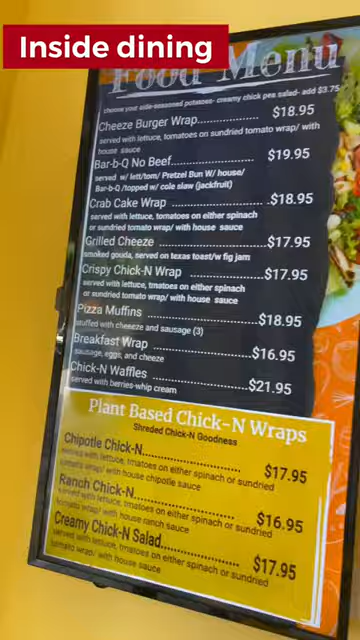 Inside dining
Food Menu
choose your side-seasoned potatoes- creamy chick pea salad- add $3.75
Cheeze Burger Wrap............... $18.95
served with lettuce, tomatoes on sundried tomato wrap/ with
house sauce
Bar-b-Q No Beef......................... $19.95
served w/ lett/tom/ Pretzel Bun W/ house/
Bar-b-Q /topped w/ cole slaw (jackfruit)
Crab Cake Wrap ........................$18.95
served with lettuce, tomatoes on either spinach
or sundried tomato wrap/ with house sauce
Grilled Cheeze ...........................$17.95
smoked gouda, served on texas toast/w fig jam
Crispy Chick-N Wrap ..................$17.95
served with lettuce, tmatoes on either spinach
or sundried tomato wrap/ with house sauce
Pizza Muffins ............................$18.95
stuffed with cheeeze and sausage (3)
Breakfast Wrap .........................$16.95
sausage, eggs, and cheeze
Chick-N Waffles .........................$21.95
served with berries-whip cream
Plant Based Chick-N Wraps
Shreded Chick-N Goodness
Chipotle Chick-N........................ $17.95
served with lettuce, tmatoes on either spinach or sundried
tomato wrap/ with house chipotle sauce
Ranch Chick-N........................... $16.95
served with lettuce, tmatoes on either spinach or sundried
tomato wrap/ with house ranch sauce
Creamy Chick-N Salad................. $17.95
served with lettuce, tmatoes on either spinach or sundried
tomato wrap/ with house sauce